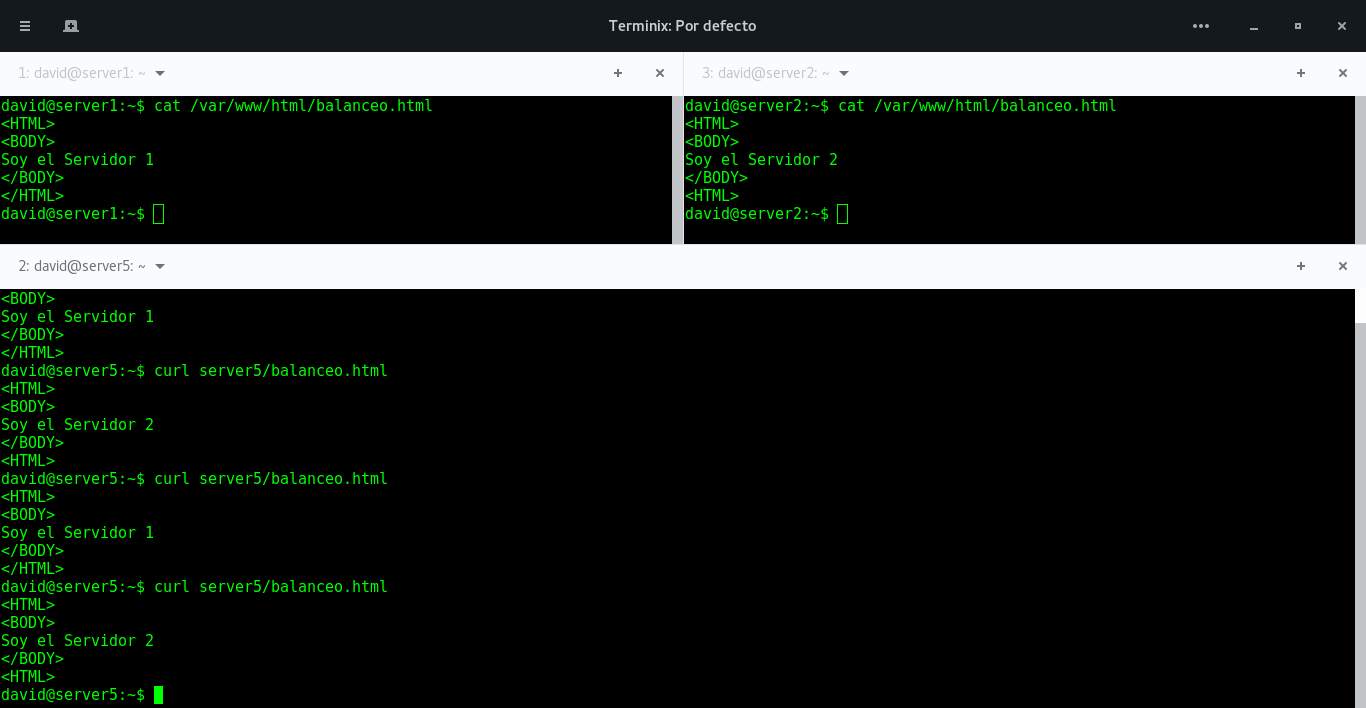 Terminix: Por defecto
1: david@server1: ~
david@server1:~$ cat /var/www/html/balanceo.html
<HTML>
<BODY>
Soy el Servidor 1
</BODY>
</HTML>
david@server1:~$
3: david@server2: ~
david@server2:~$ cat /var/www/html/balanceo.html
<HTML>
<BODY>
Soy el Servidor 2
</BODY>
<HTML>
david@server2:~$
2: david@server5: ~
<BODY>
Soy el Servidor 1
</BODY>
</HTML>
david@server5:~$ curl server5/balanceo.html
<HTML>
<BODY>
Soy el Servidor 2
</BODY>
<HTML>
david@server5:~$ curl server5/balanceo.html
<HTML>
<BODY>
Soy el Servidor 1
</BODY>
</HTML>
david@server5:~$ curl server5/balanceo.html
<HTML>
<BODY>
Soy el Servidor 2
</BODY>
<HTML>
david@server5:~$